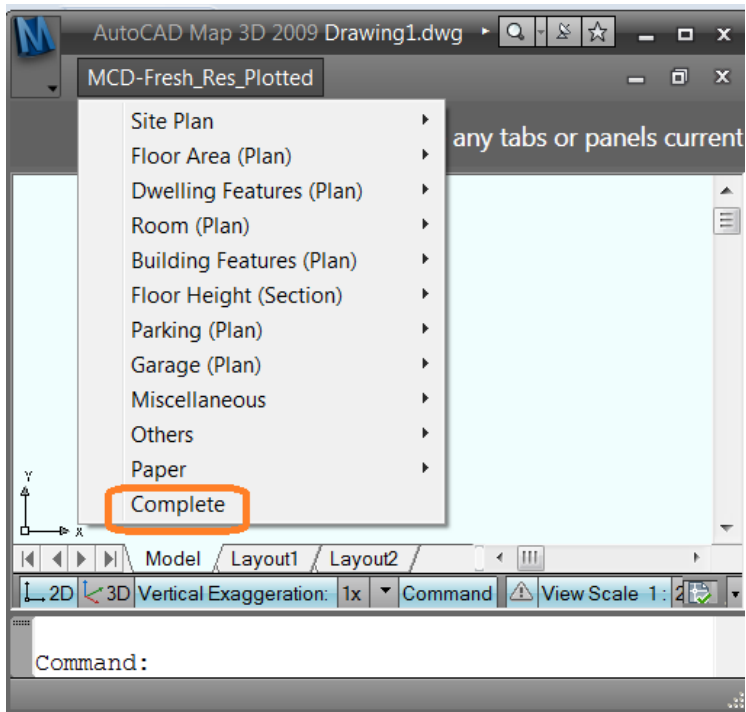 AutoCAD Map 3D 2009 Drawing1.dwg
MCD-Fresh_Res_Plotted
any tabs or panels current
Site Plan
Floor Area (Plan)
Dwelling Features (Plan)
Room (Plan)
Building Features (Plan)
Floor Height (Section)
Parking (Plan)
Garage (Plan)
Miscellaneous
Others
Paper
Complete
Y
X
Model / Layout1 / Layout2 /
2D 3D Vertical Exaggeration: 1x Command View Scale 1: 2
Command: